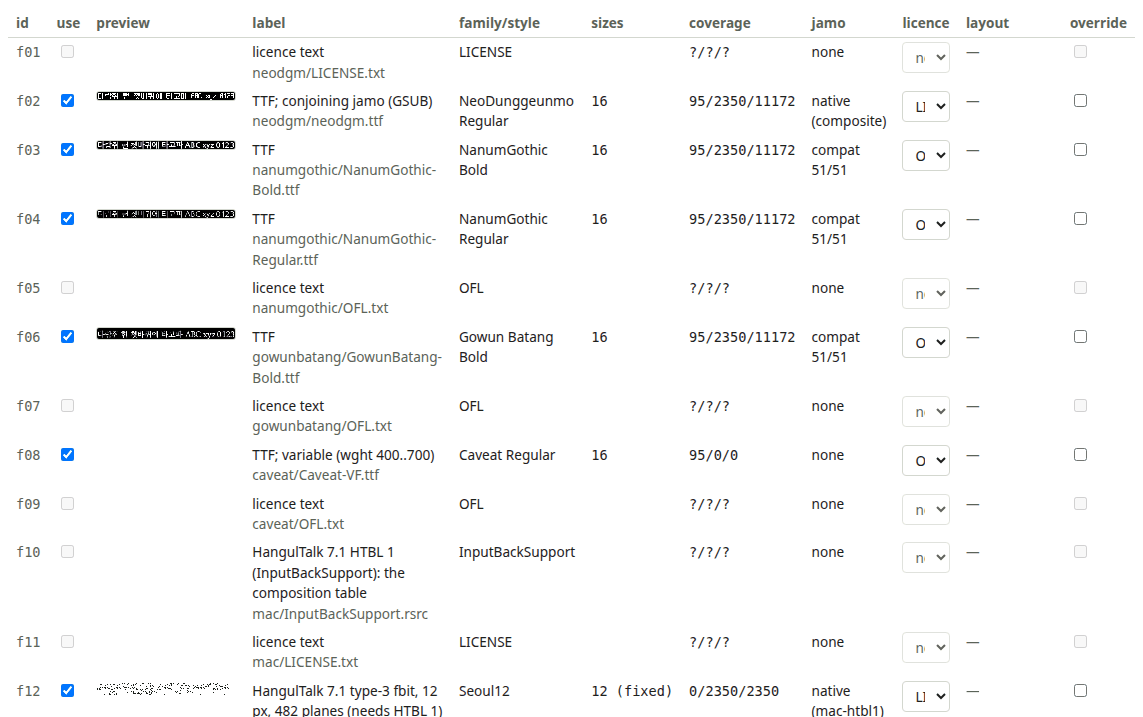 id use preview label family/style sizes coverage jamo licence layout override
f01 licence text LICENSE ?/?/? none —
neodgm/LICENSE.txt
f02 TTF; conjoining jamo (GSUB) NeoDunggeunmo 16 95/2350/11172 native —
neodgm/neodgm.ttf Regular (composite)
f03 TTF NanumGothic 16 95/2350/11172 compat —
nanumgothic/NanumGothic- Bold 51/51
Bold.ttf
f04 TTF NanumGothic 16 95/2350/11172 compat —
nanumgothic/NanumGothic- Regular 51/51
Regular.ttf
f05 licence text OFL ?/?/? none —
nanumgothic/OFL.txt
f06 TTF Gowun Batang 16 95/2350/11172 compat —
gowunbatang/GowunBatang- Bold 51/51
Bold.ttf
f07 licence text OFL ?/?/? none —
gowunbatang/OFL.txt
f08 TTF; variable (wght 400..700) Caveat Regular 16 95/0/0 none —
caveat/Caveat-VF.ttf
f09 licence text OFL ?/?/? none —
caveat/OFL.txt
f10 HangulTalk 7.1 HTBL 1 InputBackSupport ?/?/? none —
(InputBackSupport): the
composition table
mac/InputBackSupport.rsrc
f11 licence text LICENSE ?/?/? none —
mac/LICENSE.txt
f12 HangulTalk 7.1 type-3 fbit, 12 Seoul12 12 (fixed) 0/2350/2350 native —
px, 482 planes (needs HTBL 1) (mac-htbl1)